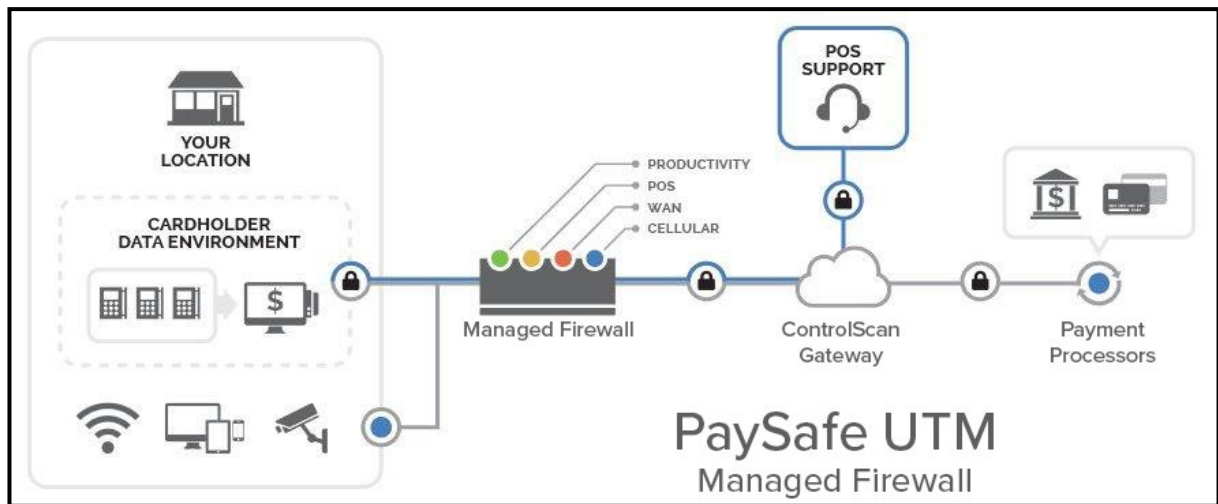 YOUR
LOCATION
CARDHOLDER
DATA ENVIRONMENT
$
PRODUCTIVITY
POS
WAN
CELLULAR
Managed Firewall
POS
SUPPORT
ControlScan
Gateway
$
Payment
Processors
PaySafe UTM
Managed Firewall